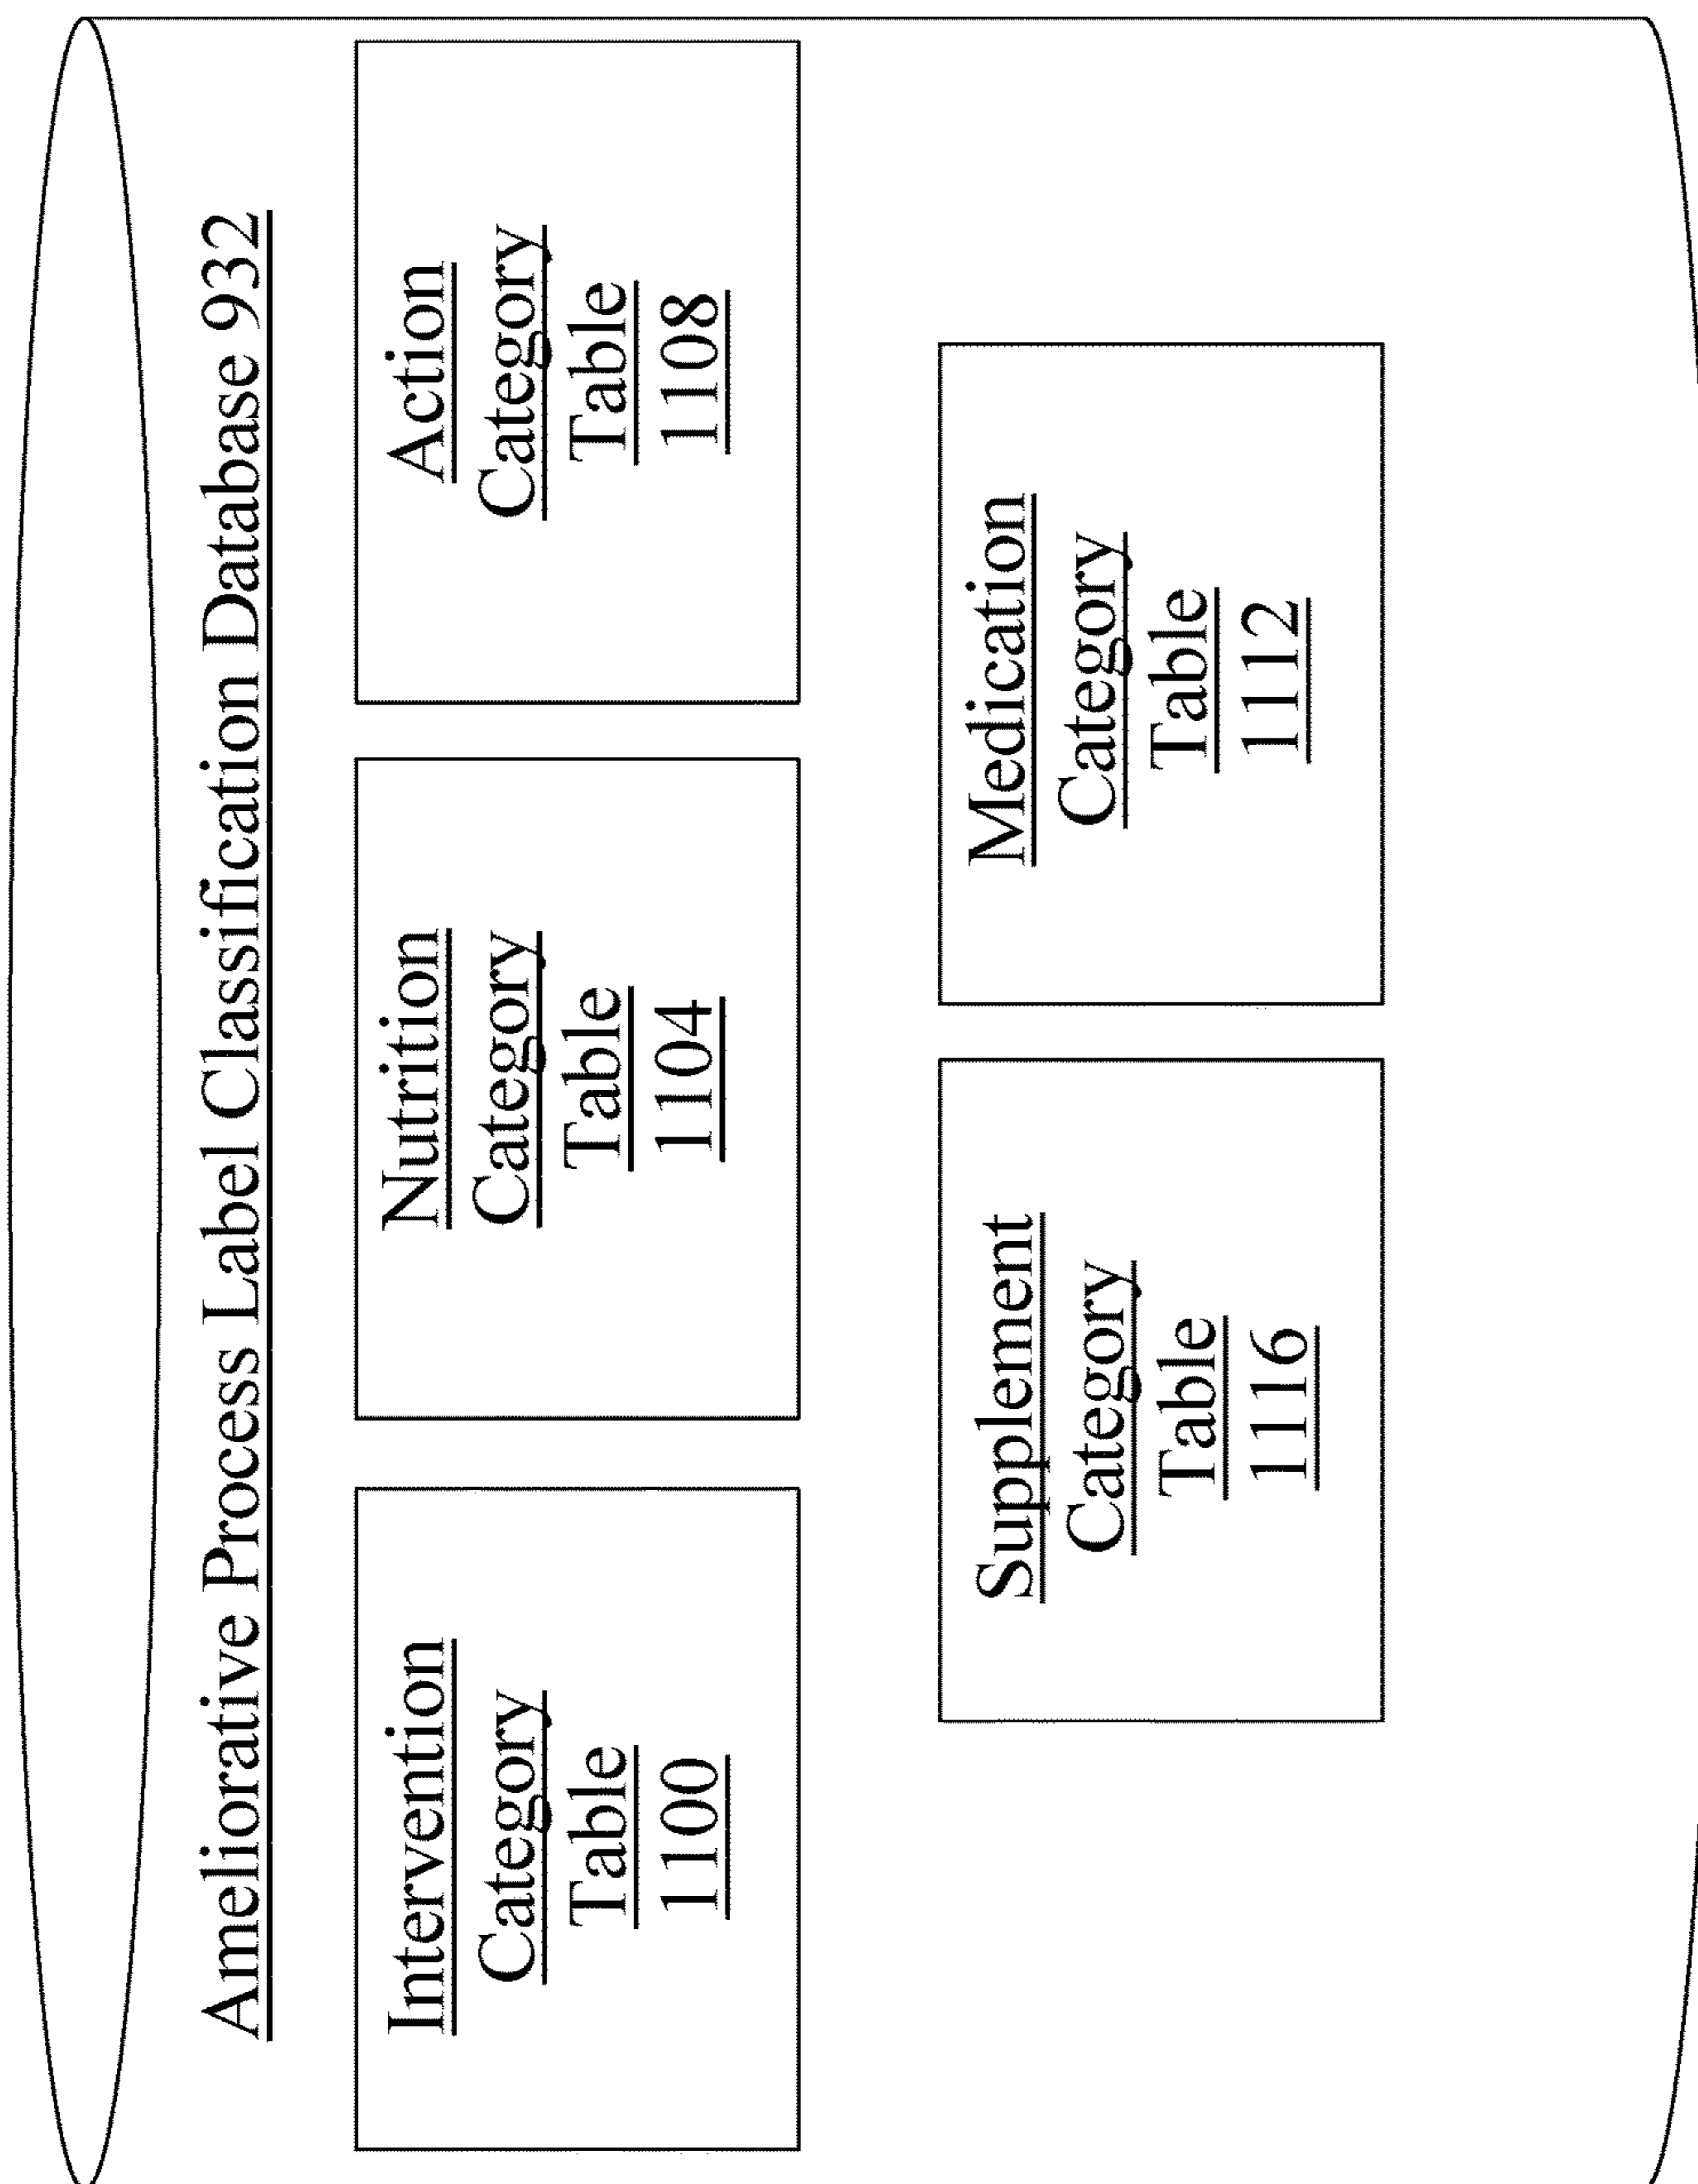 Ameliorative Process Label Classification Database 932
Intervention
Category
Table
1100
Nutrition
Category
Table
1104
Action
Category
Table
1108
Supplement
Category
Table
1116
Medication
Category
Table
1112